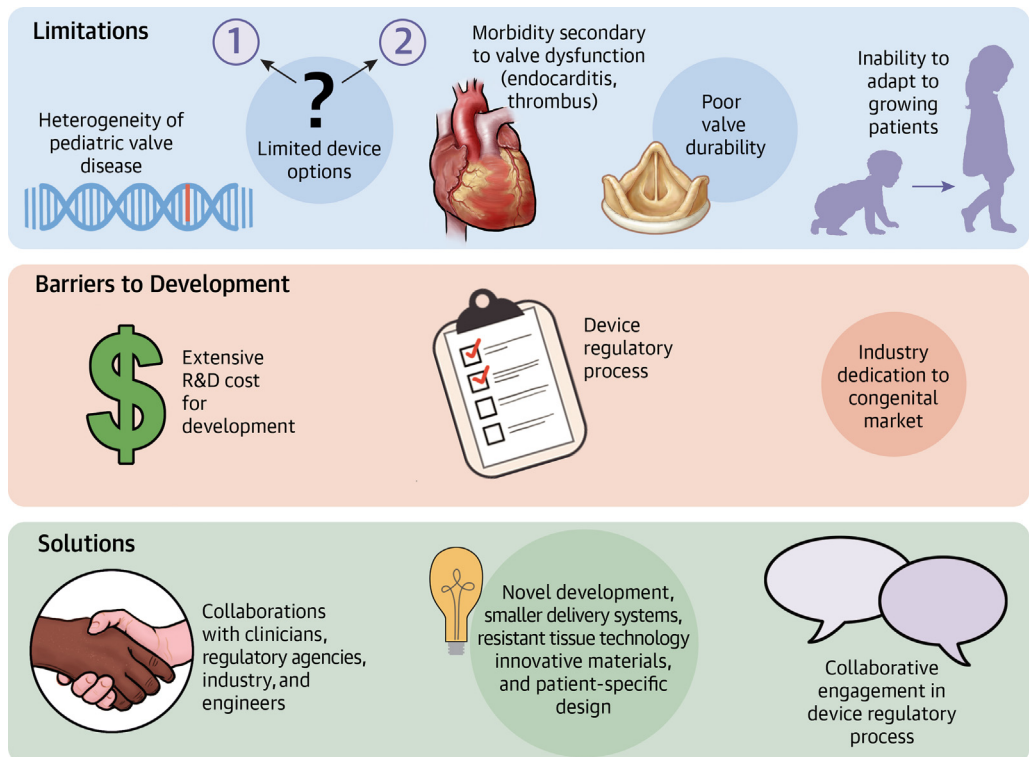 Limitations
Heterogeneity of
pediatric valve
disease
1
2
?
Limited device
options
Morbidity secondary
to valve dysfunction
(endocarditis,
thrombus)
Poor
valve
durability
Inability to
adapt to
growing
patients
Barriers to Development
$
Extensive
R&D cost
for
development
Device
regulatory
process
Industry
dedication to
congenital
market
Solutions
Collaborations
with clinicians,
regulatory agencies,
industry, and
engineers
Novel development,
smaller delivery systems,
resistant tissue technology
innovative materials,
and patient-specific
design
Collaborative
engagement in
device regulatory
process